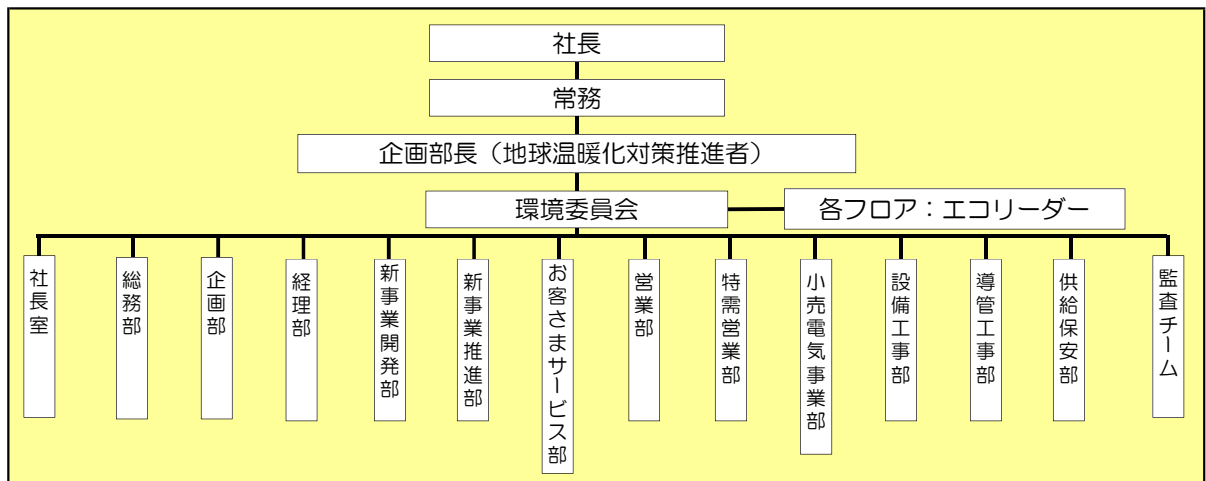 社長
常務
企画部長（地球温暖化対策推進者）
環境委員会
各フロア：エコリーダー
社長室
総務部
企画部
経理部
新事業開発部
新事業推進部
お客さまサービス部
営業部
特需営業部
小売電気事業部
設備工事部
導管工事部
供給保安部
監査チーム